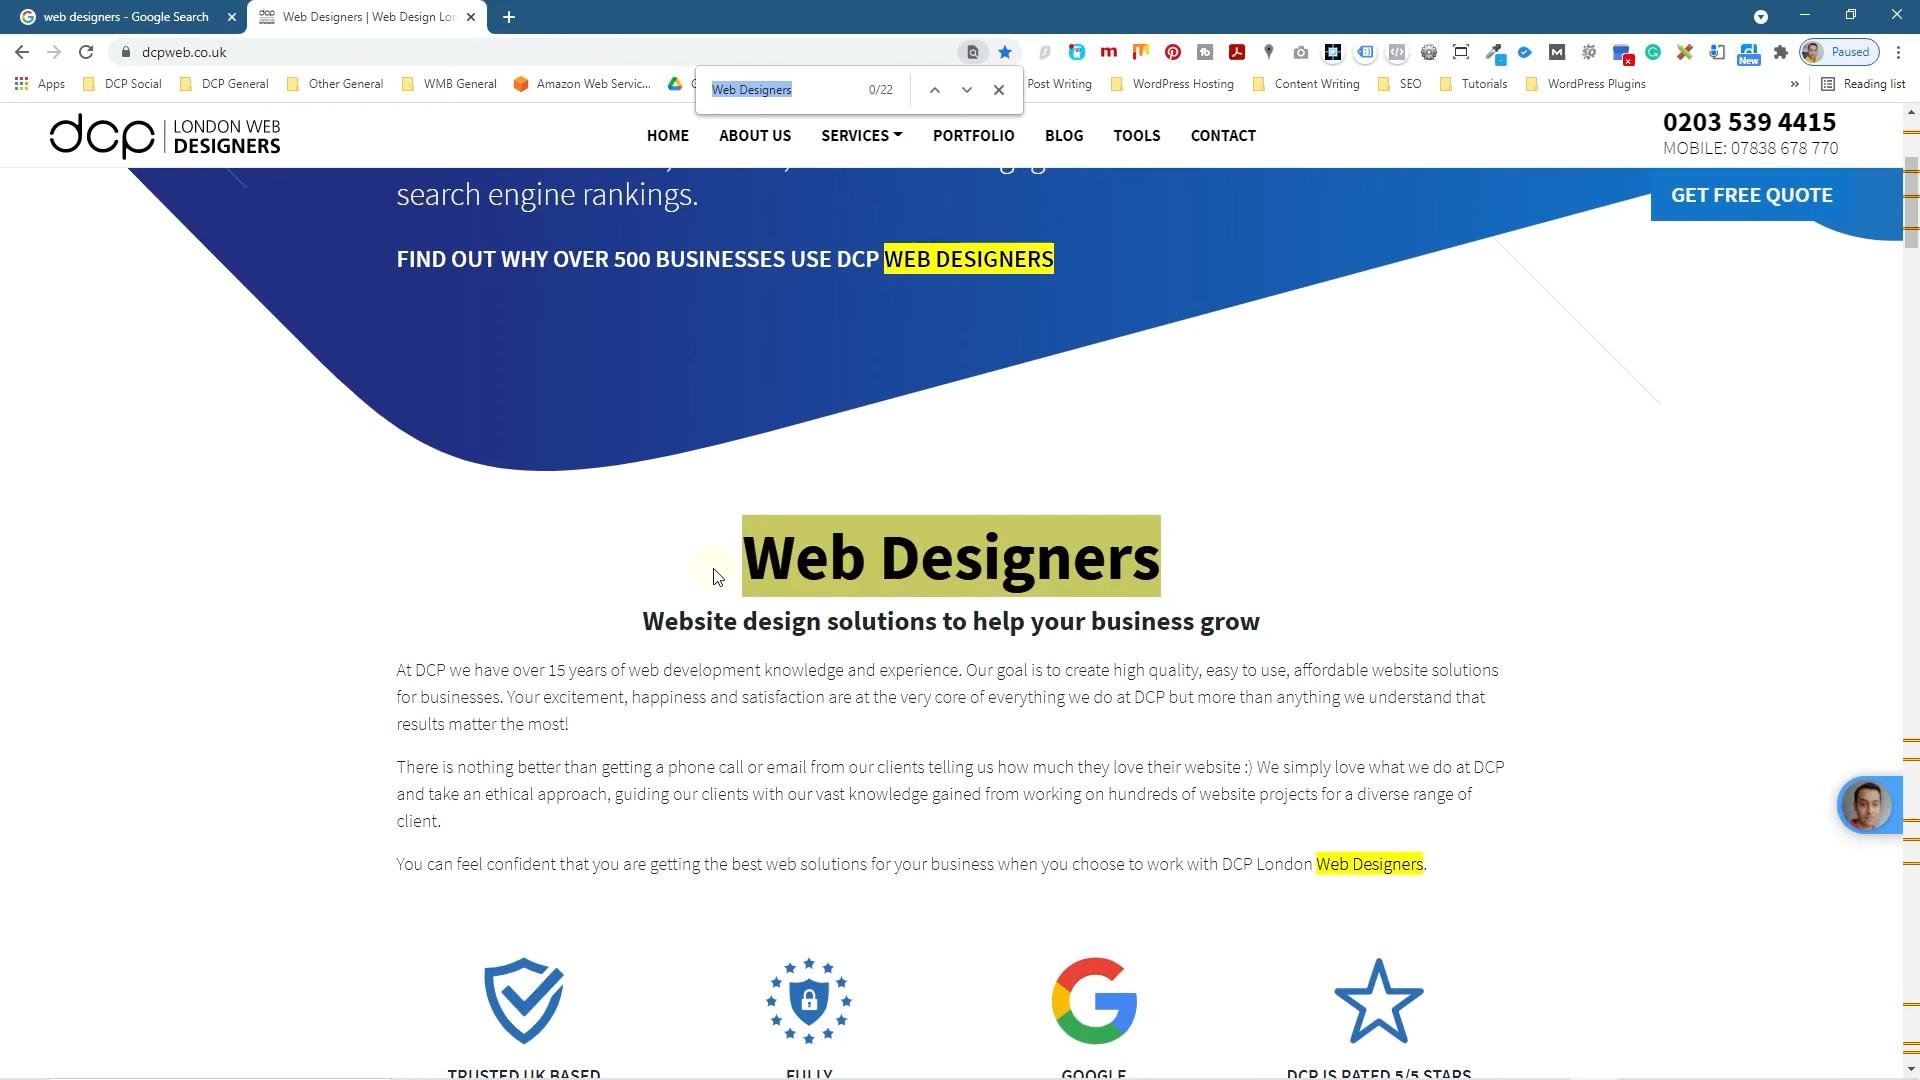 web designers - Google Search
Web Designers | Web Design Lon
dcpweb.co.uk
New
Paused
Apps
DCP Social
DCP General
Other General
WMB General
Amazon Web Servic...
Post Writing
WordPress Hosting
Content Writing
SEO
Tutorials
WordPress Plugins
»
Reading list
Web Designers
0/22
dcp
LONDON WEB
DESIGNERS
HOME
ABOUT US
SERVICES
PORTFOLIO
BLOG
TOOLS
CONTACT
0203 539 4415
MOBILE: 07838 678 770
GET FREE QUOTE
search engine rankings.
FIND OUT WHY OVER 500 BUSINESSES USE DCP WEB DESIGNERS
Web Designers
Website design solutions to help your business grow
At DCP we have over 15 years of web development knowledge and experience. Our goal is to create high quality, easy to use, affordable website solutions
for businesses. Your excitement, happiness and satisfaction are at the very core of everything we do at DCP but more than anything we understand that
results matter the most!
There is nothing better than getting a phone call or email from our clients telling us how much they love their website :) We simply love what we do at DCP
and take an ethical approach, guiding our clients with our vast knowledge gained from working on hundreds of website projects for a diverse range of
client.
You can feel confident that you are getting the best web solutions for your business when you choose to work with DCP London Web Designers.
TRUSTED UK BASED
FULLY
GOOGLE
DCP IS RATED 5/5 STARS